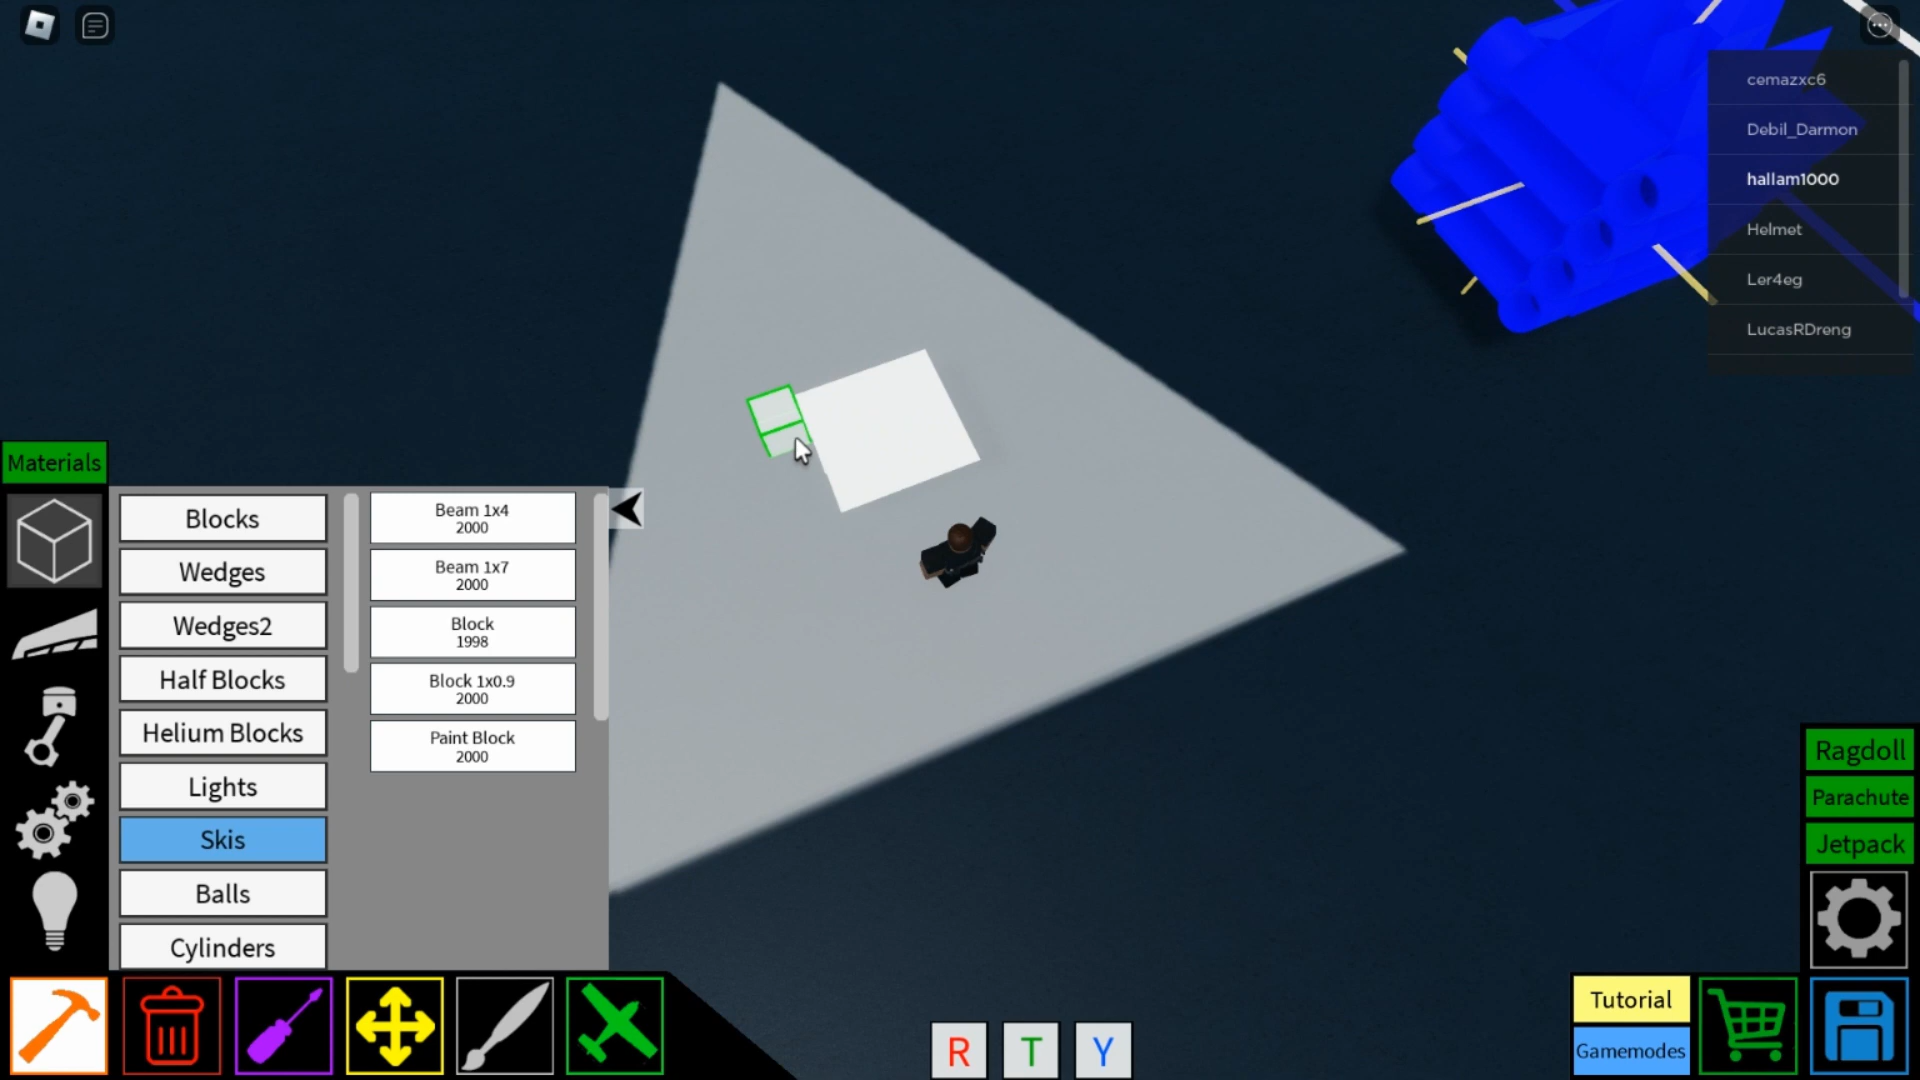 cemazxc6
Debil_Darmon
hallam1000
Helmet
Ler4eg
LucasRDreng
Materials
Blocks
Wedges
Wedges2
Half Blocks
Helium Blocks
Lights
Skis
Balls
Cylinders
Beam 1x4
2000
Beam 1x7
2000
Block
1998
Block 1x0.9
2000
Paint Block
2000
Ragdoll
Parachute
Jetpack
Tutorial
Gamemodes
R T Y